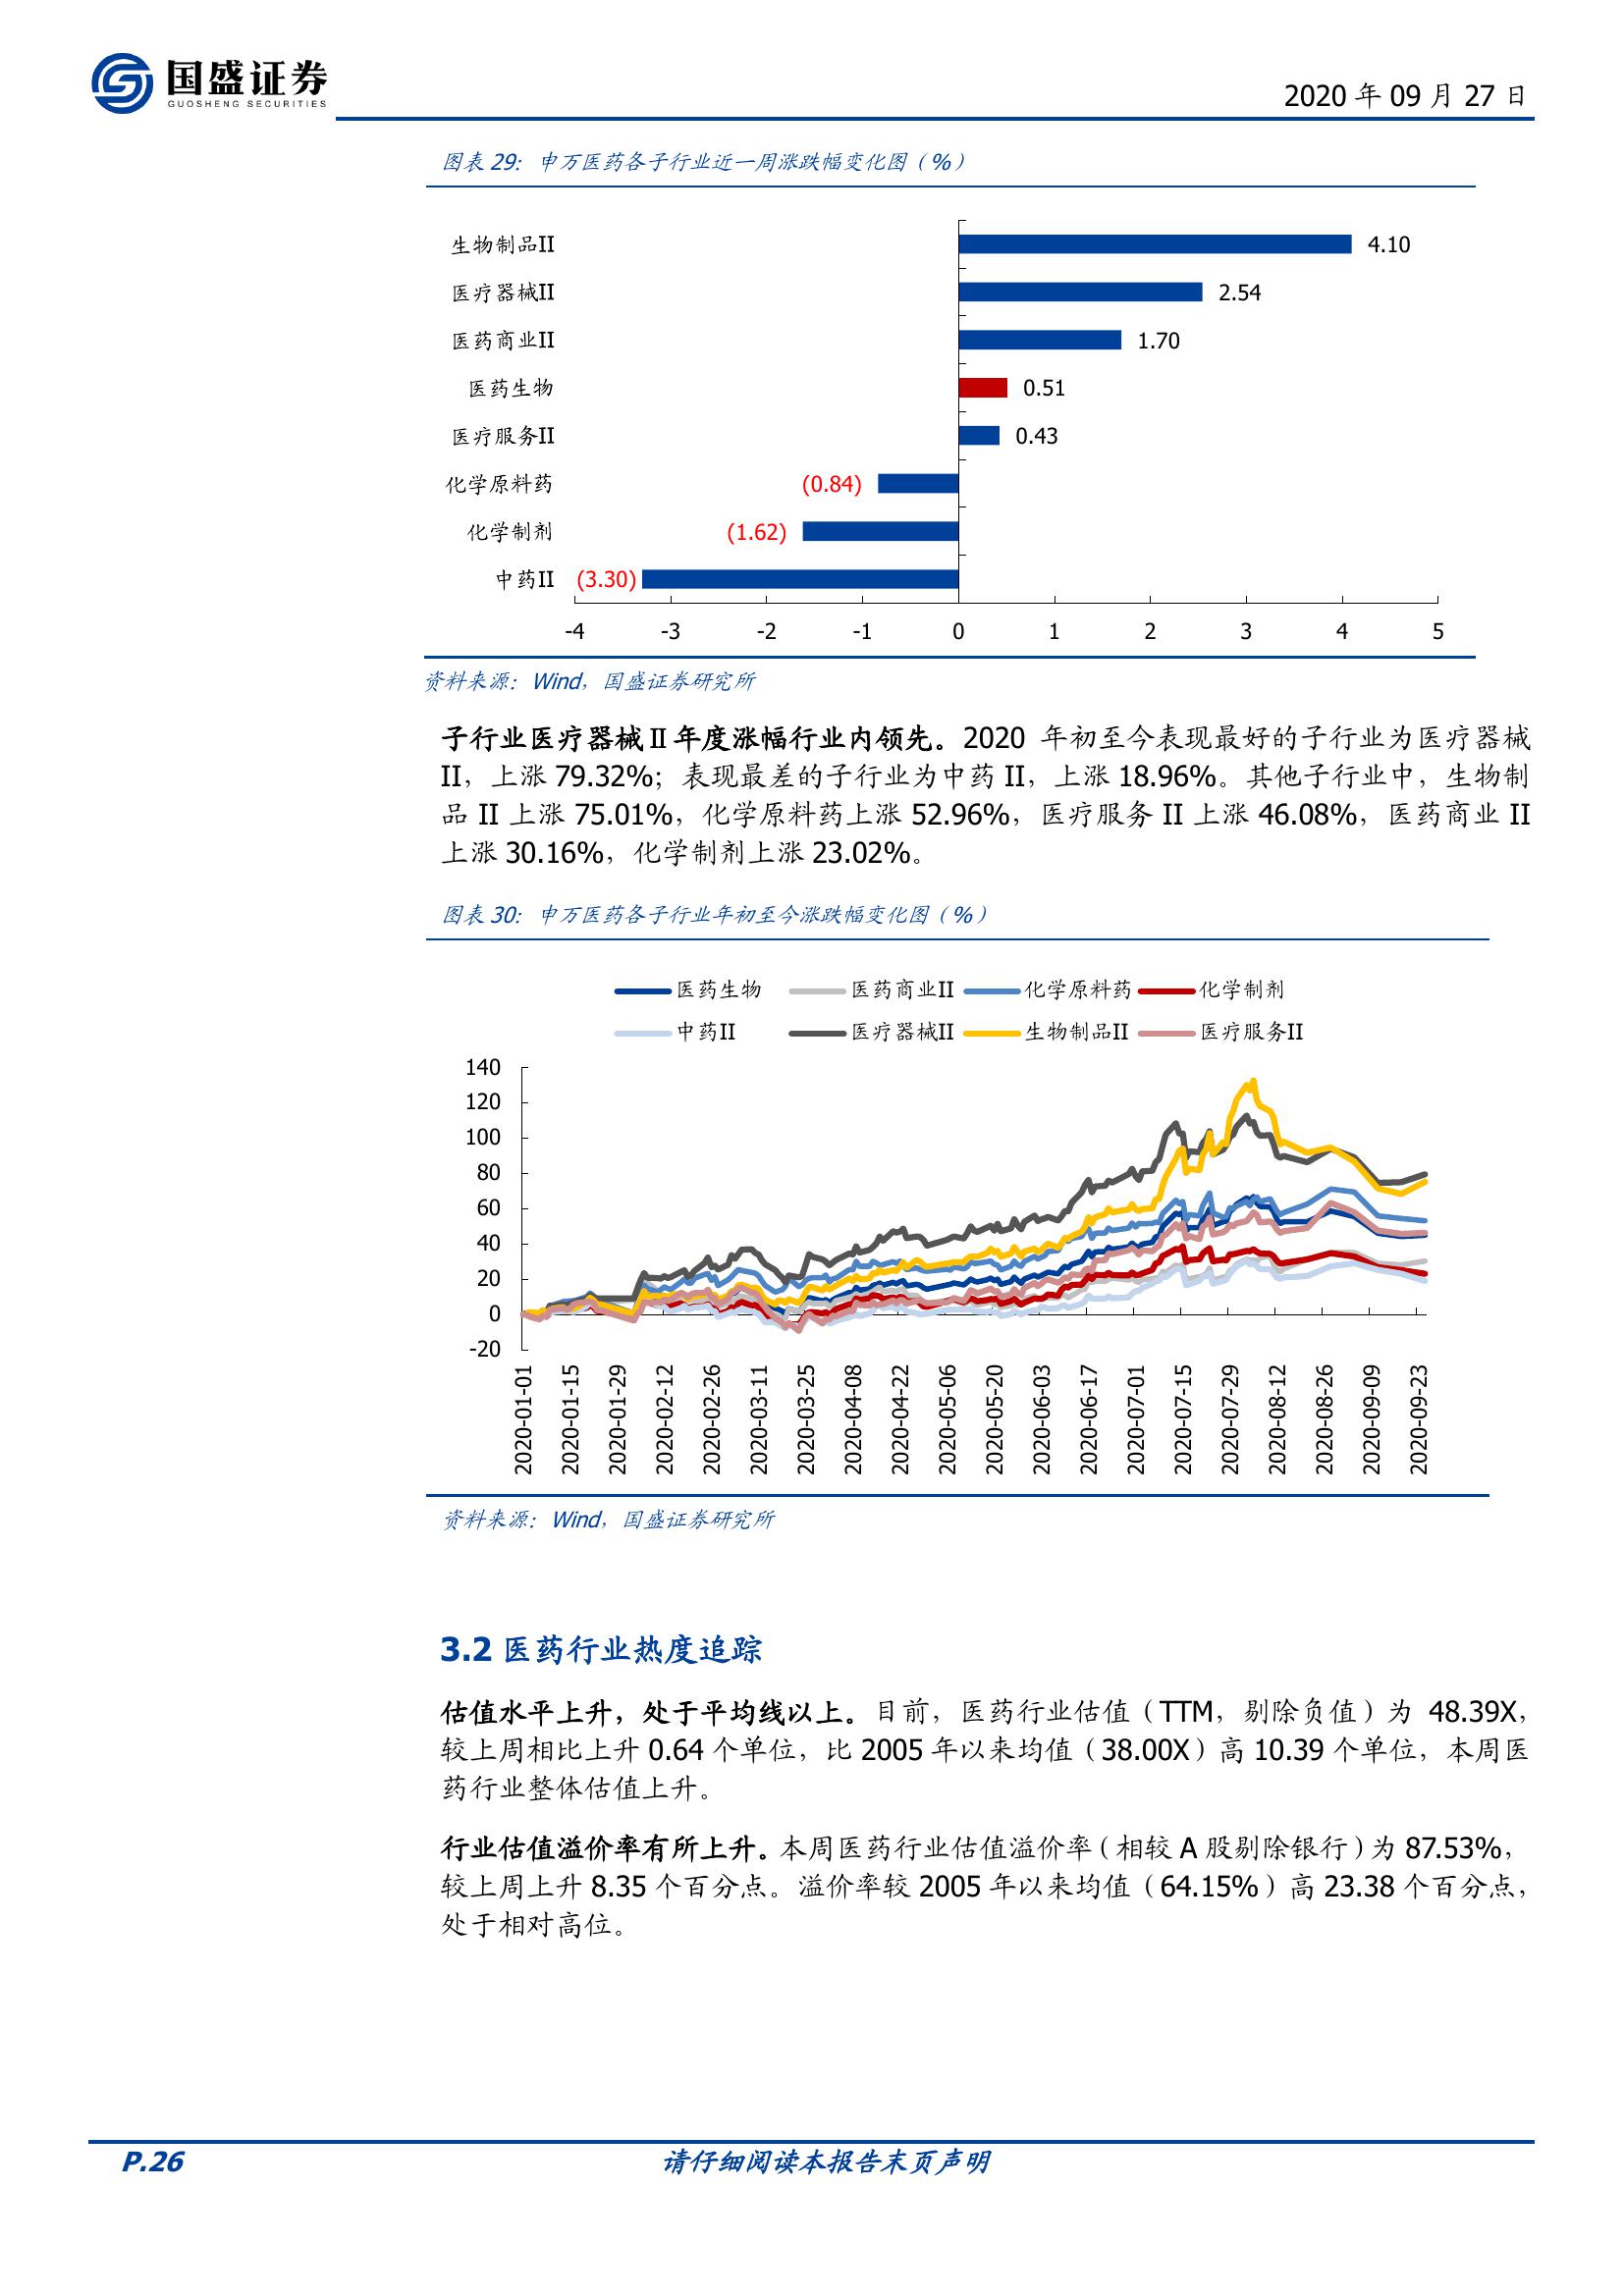 国盛证券
GUOSHENG SECURITIES
2020 年 09 月 27 日
图表 29: 申万医药各子行业近一周涨跌幅变化图（%）
生物制品II
4.10
医疗器械II
2.54
医药商业II
1.70
医药生物
0.51
医疗服务II
0.43
化学原料药
(0.84)
化学制剂
(1.62)
中药II
(3.30)
-4 -3 -2 -1 0 1 2 3 4 5
资料来源：Wind，国盛证券研究所
子行业医疗器械Ⅱ年度涨幅行业内领先。2020 年初至今表现最好的子行业为医疗器械
II，上涨 79.32%；表现最差的子行业为中药 II，上涨 18.96%。其他子行业中，生物制
品 II 上涨 75.01%，化学原料药上涨 52.96%，医疗服务 II 上涨 46.08%，医药商业 II
上涨 30.16%，化学制剂上涨 23.02%。
图表 30: 申万医药各子行业年初至今涨跌幅变化图（%）
医药生物 医药商业II 化学原料药 化学制剂
中药II 医疗器械II 生物制品II 医疗服务II
140
120
100
80
60
40
20
0
-20
2020-01-01
2020-01-15
2020-01-29
2020-02-12
2020-02-26
2020-03-11
2020-03-25
2020-04-08
2020-04-22
2020-05-06
2020-05-20
2020-06-03
2020-06-17
2020-07-01
2020-07-15
2020-07-29
2020-08-12
2020-08-26
2020-09-09
2020-09-23
资料来源：Wind，国盛证券研究所
3.2 医药行业热度追踪
估值水平上升，处于平均线以上。目前，医药行业估值（TTM，剔除负值）为 48.39X，
较上周相比上升 0.64 个单位，比 2005 年以来均值（38.00X）高 10.39 个单位，本周医
药行业整体估值上升。
行业估值溢价率有所上升。本周医药行业估值溢价率（相较 A 股剔除银行）为 87.53%，
较上周上升 8.35 个百分点。溢价率较 2005 年以来均值（64.15%）高 23.38 个百分点，
处于相对高位。
P.26
请仔细阅读本报告末页声明